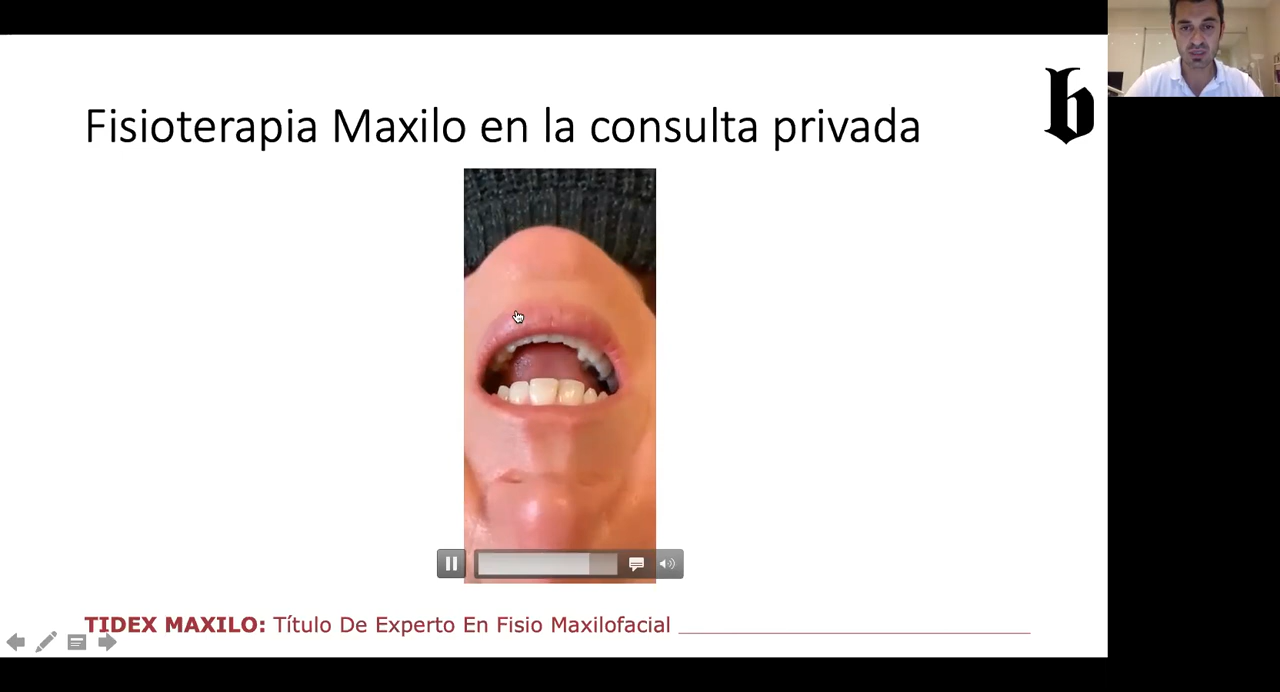 Fisioterapia Maxilo en la consulta privada
b
TIDEX MAXILO: Título De Experto En Fisio Maxilofacial